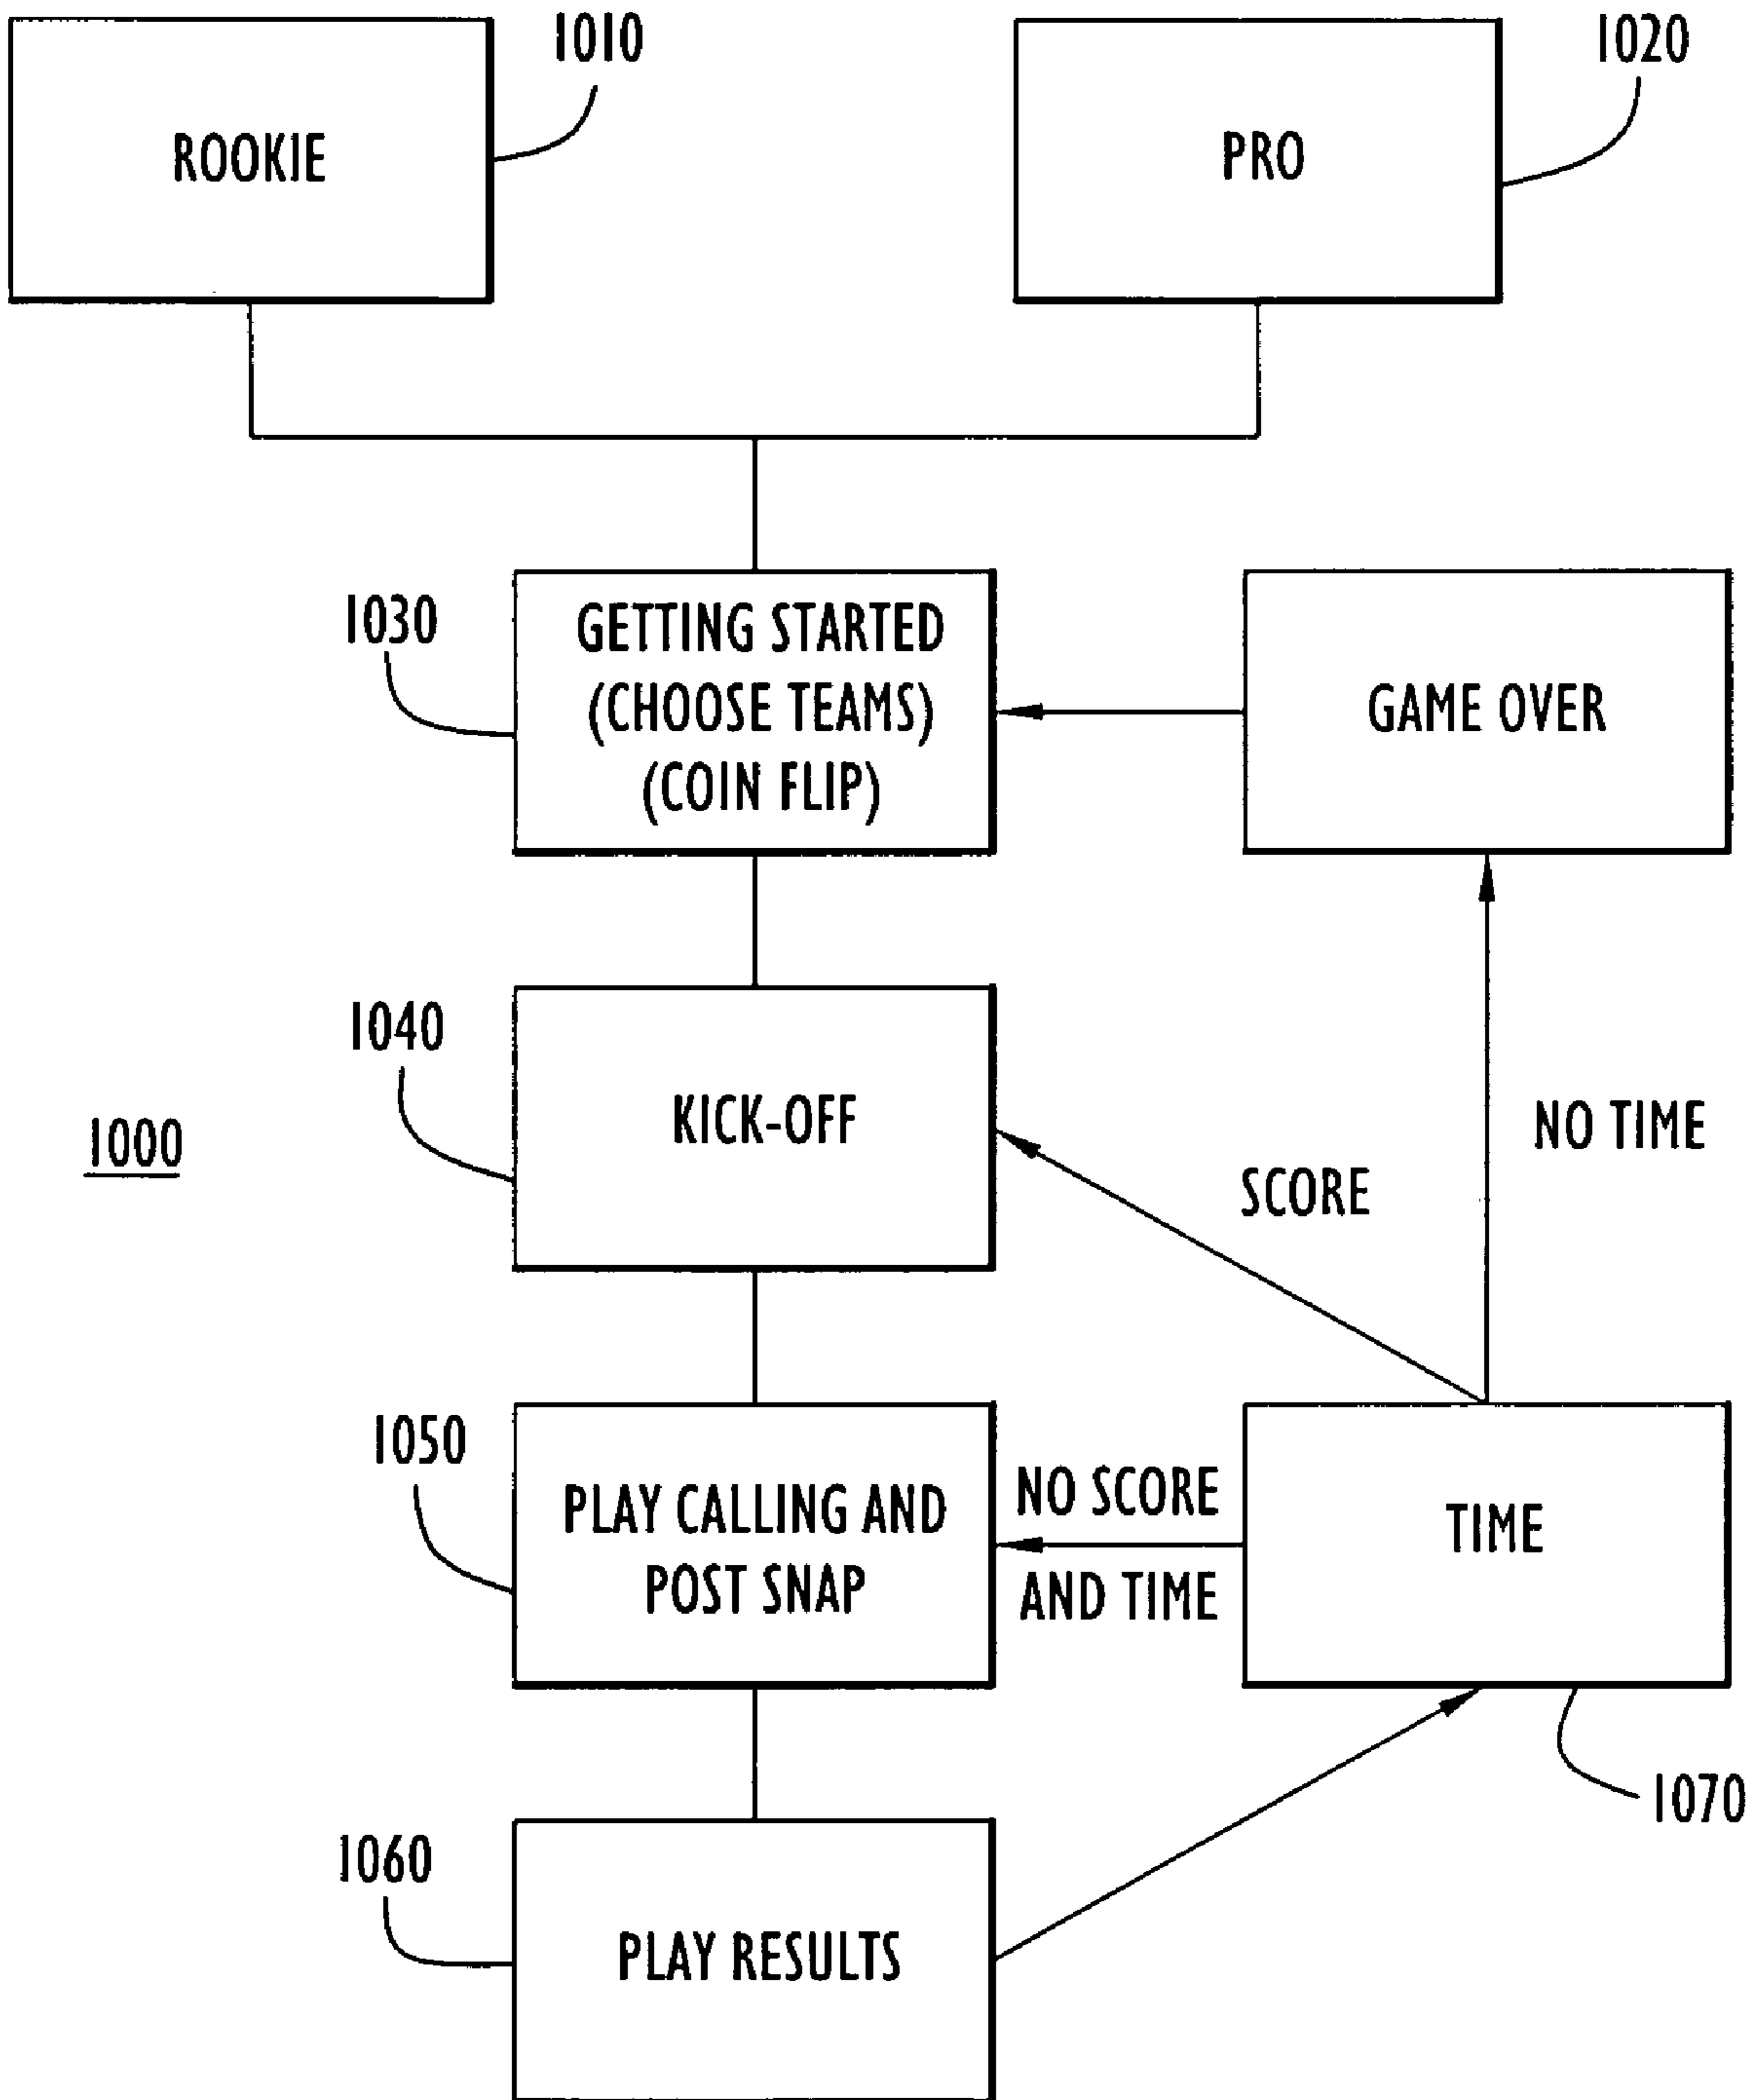 1010
1020
ROOKIE
PRO
1030
GETTING STARTED
(CHOOSE TEAMS)
(COIN FLIP)
GAME OVER
1040
KICK-OFF
1000
NO TIME
SCORE
1050
PLAY CALLING AND
POST SNAP
NO SCORE
AND TIME
TIME
1070
1060
PLAY RESULTS